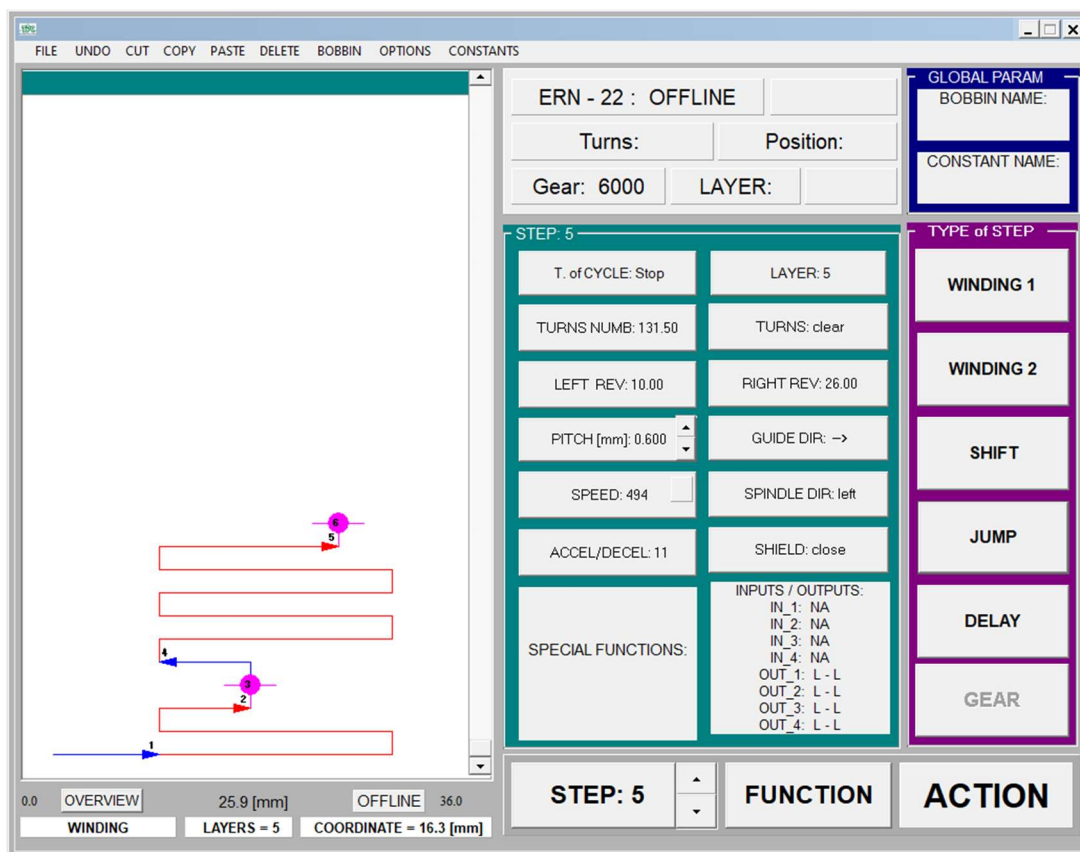 FILE UNDO CUT COPY PASTE DELETE BOBBIN OPTIONS CONSTANTS
ERN - 22 : OFFLINE
Turns: Position:
Gear: 6000 LAYER:
GLOBAL PARAM
BOBBIN NAME:
CONSTANT NAME:
STEP: 5
T. of CYCLE: Stop LAYER: 5
TURNS NUMB: 131.50 TURNS: clear
LEFT REV: 10.00 RIGHT REV: 26.00
PITCH [mm]: 0.600 GUIDE DIR: -->
SPEED: 494 SPINDLE DIR: left
ACCEL/DECEL: 11 SHIELD: close
SPECIAL FUNCTIONS:
INPUTS / OUTPUTS:
IN_1: NA
IN_2: NA
IN_3: NA
IN_4: NA
OUT_1: L - L
OUT_2: L - L
OUT_3: L - L
OUT_4: L - L
TYPE of STEP
WINDING 1
WINDING 2
SHIFT
JUMP
DELAY
GEAR
6
5
4
3
2
1
0.0 OVERVIEW 25.9 [mm] OFFLINE 36.0
WINDING LAYERS = 5 COORDINATE = 16.3 [mm]
STEP: 5 FUNCTION ACTION